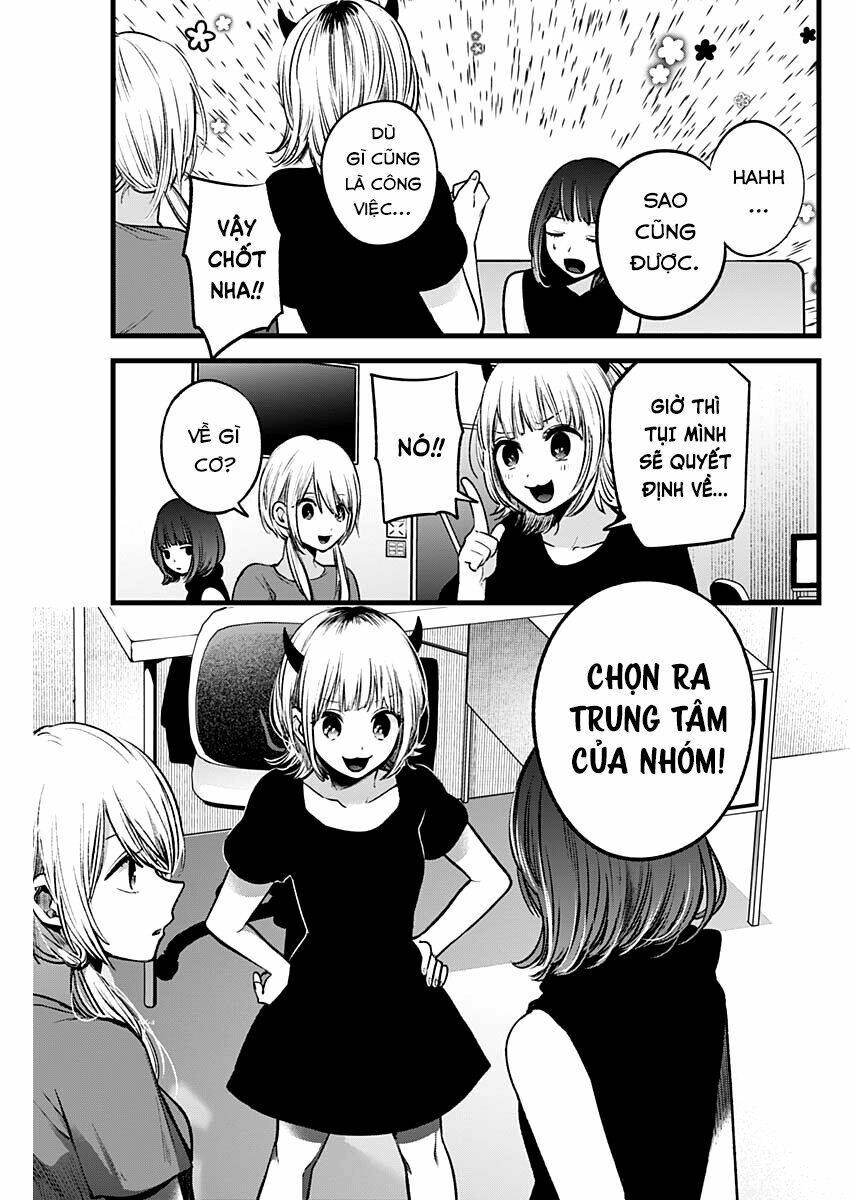 HAHH
...
SAO
CŨNG
ĐƯỢC.
DÙ
GÌ CŨNG
LÀ CÔNG
VIỆC...
VẬY
CHỐT
NHA!!
GIỜ THÌ
TỤI MÌNH
SẼ QUYẾT
ĐỊNH VỀ...
NÓ!!
VỀ GÌ
CƠ?
CHỌN RA
TRUNG TÂM
CỦA NHÓM!